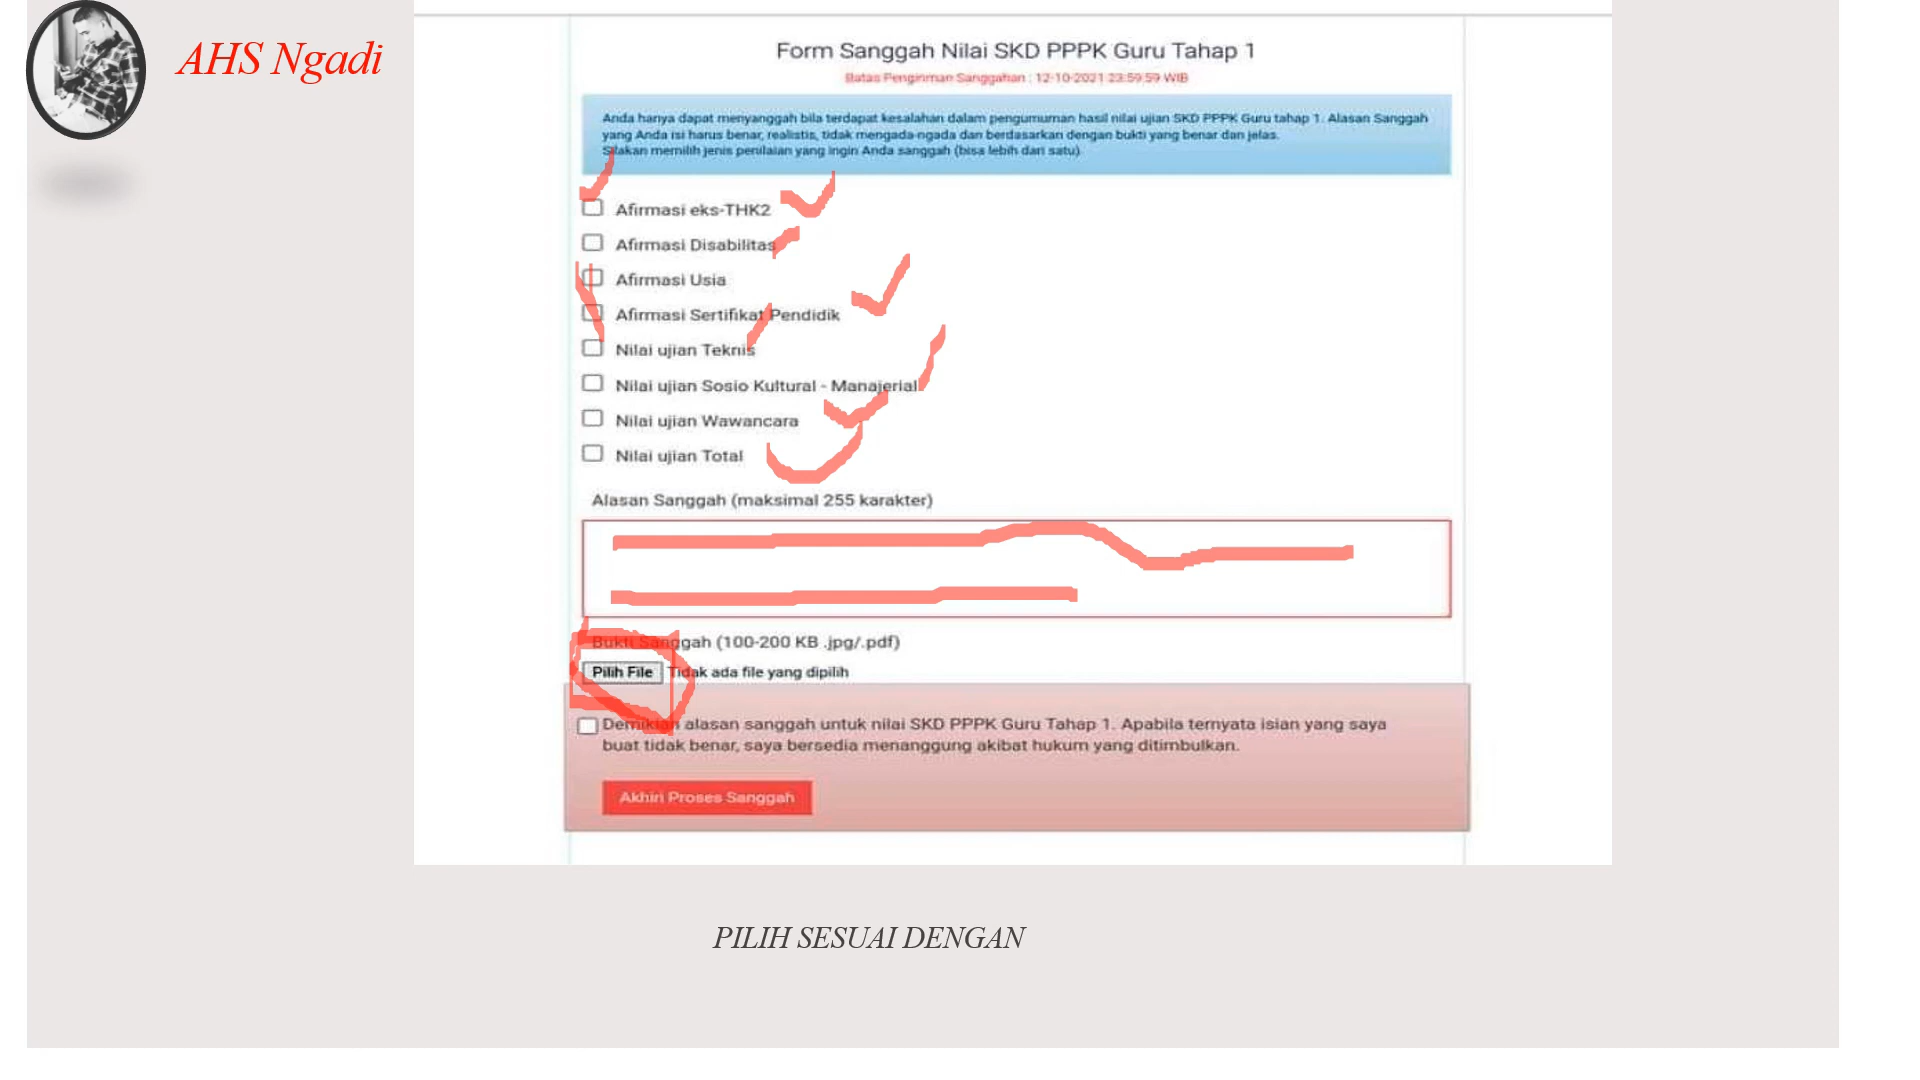 AHS Ngadi
Form Sanggah Nilai SKD PPPK Guru Tahap 1
Batas Pengiriman Sanggahan : 12-10-2021 23:59:59 WIB
Anda hanya dapat menyanggah bila terdapat kesalahan dalam pengumuman hasil nilai ujian SKD PPPK Guru tahap 1. Alasan Sanggah
yang Anda isi harus benar, realistis, tidak mengada-ngada dan berdasarkan dengan bukti yang benar dan jelas.
Silakan memilih jenis penilaian yang ingin Anda sanggah (bisa lebih dari satu).
Afirmasi eks-THK2
Afirmasi Disabilitas
Afirmasi Usia
Afirmasi Sertifikat Pendidik
Nilai ujian Teknis
Nilai ujian Sosio Kultural - Manajerial
Nilai ujian Wawancara
Nilai ujian Total
Alasan Sanggah (maksimal 255 karakter)
Bukti Sanggah (100-200 KB .jpg/.pdf)
Pilih File Tidak ada file yang dipilih
Demikian alasan sanggah untuk nilai SKD PPPK Guru Tahap 1. Apabila ternyata isian yang saya
buat tidak benar, saya bersedia menanggung akibat hukum yang ditimbulkan.
Akhiri Proses Sanggah
PILIH SESUAI DENGAN